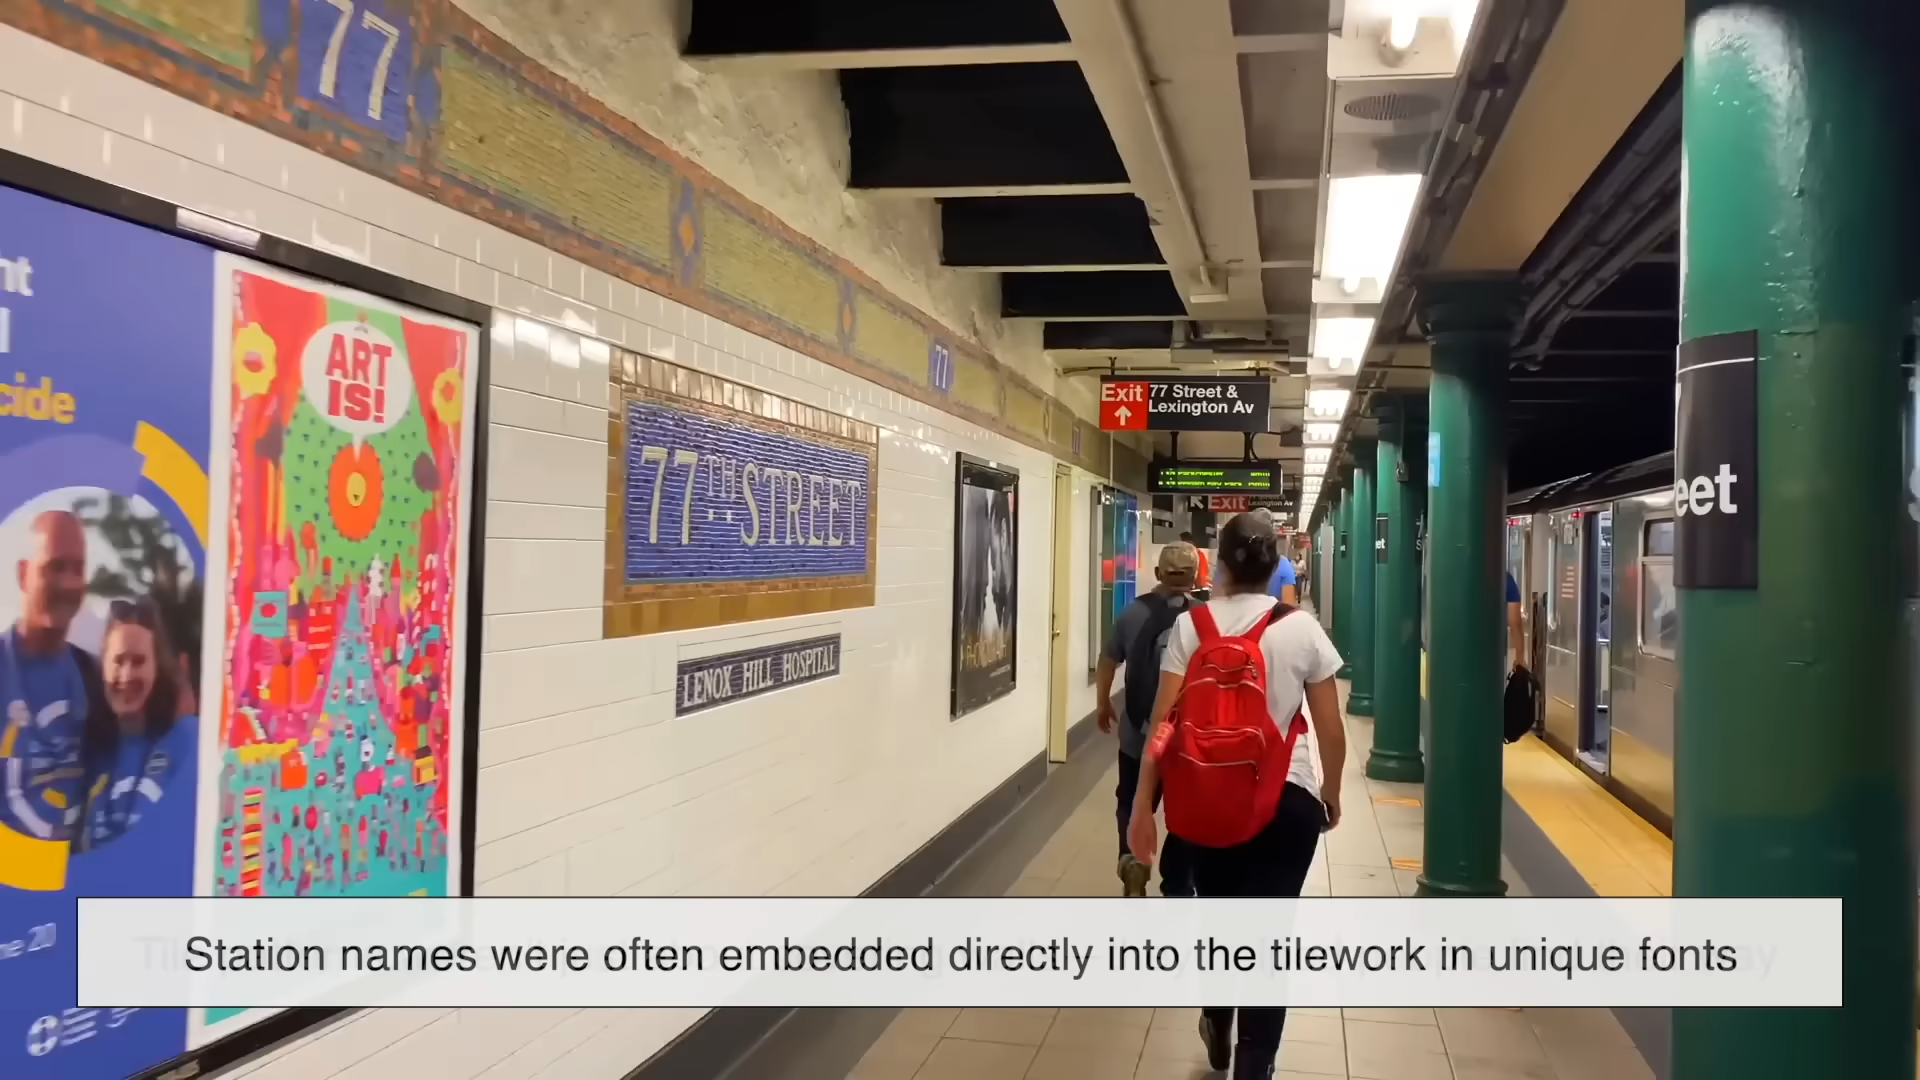 77
77
Exit 77 Street &
Lexington Av
ART
IS!
cide
77TH STREET
Exit
eet
LENOX HILL HOSPITAL
Station names were often embedded directly into the tilework in unique fonts